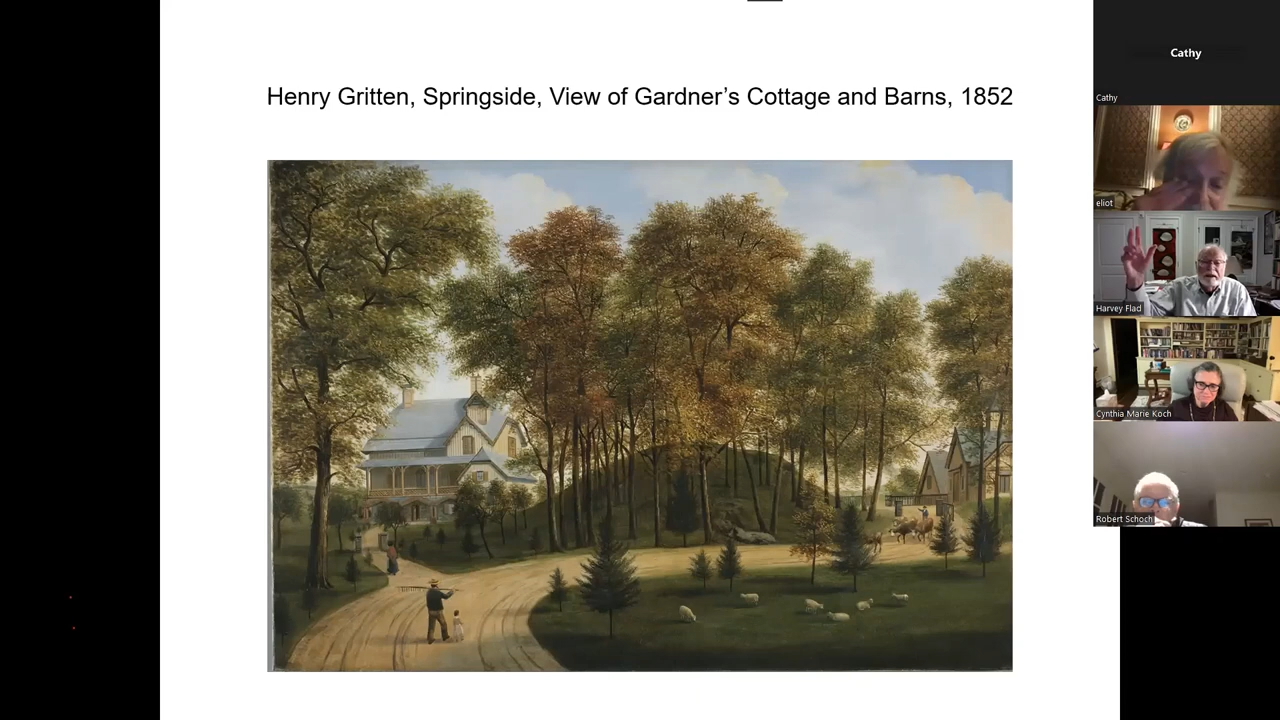 Henry Gritten, Springside, View of Gardner’s Cottage and Barns, 1852
Cathy
Cathy
eliot
Harvey Flad
Cynthia Marie Koch
Robert Schoch